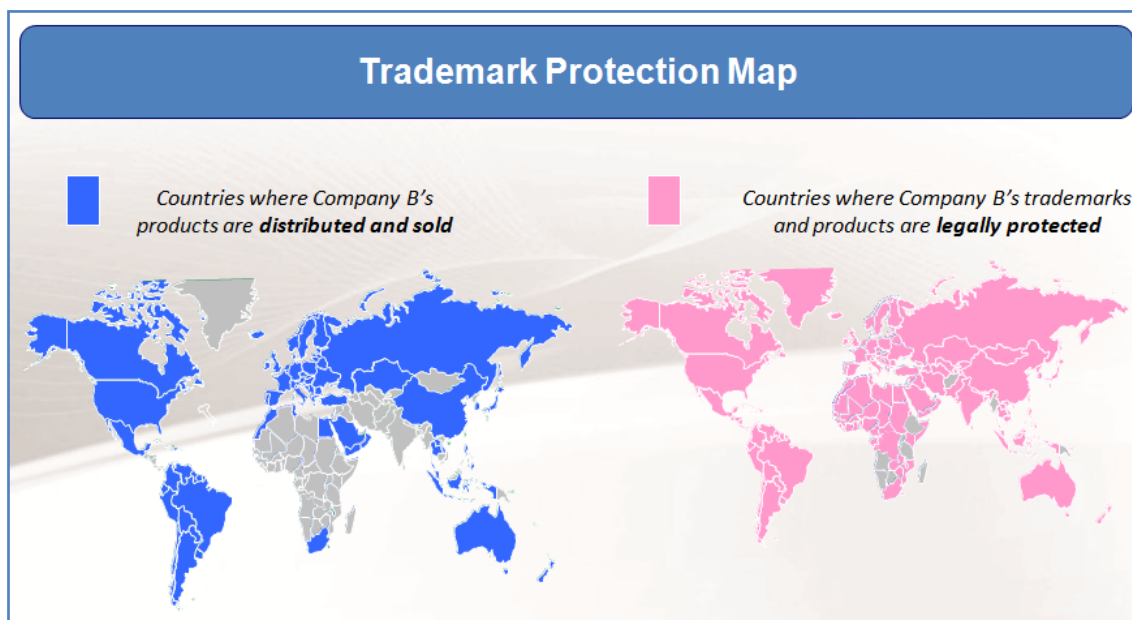 Trademark Protection Map
Countries where Company B's
products are distributed and sold
Countries where Company B's trademarks
and products are legally protected